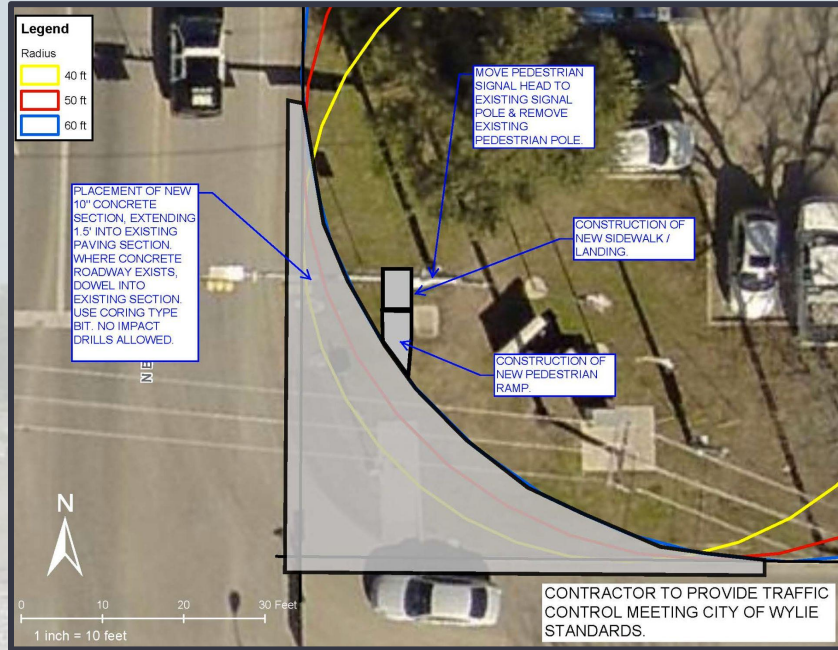 Legend
Radius
40 ft
50 ft
60 ft
MOVE PEDESTRIAN
SIGNAL HEAD TO
EXISTING SIGNAL
POLE & REMOVE
EXISTING
PEDESTRIAN POLE.
PLACEMENT OF NEW
10" CONCRETE
SECTION, EXTENDING
1.5' INTO EXISTING
PAVING SECTION.
WHERE CONCRETE
ROADWAY EXISTS,
DOWEL INTO
EXISTING SECTION.
USE CORING TYPE
BIT. NO IMPACT
DRILLS ALLOWED.
CONSTRUCTION OF
NEW SIDEWALK /
LANDING.
CONSTRUCTION OF
NEW PEDESTRIAN
RAMP.
N
0 10 20 30 Feet
1 inch = 10 feet
CONTRACTOR TO PROVIDE TRAFFIC
CONTROL MEETING CITY OF WYLIE
STANDARDS.